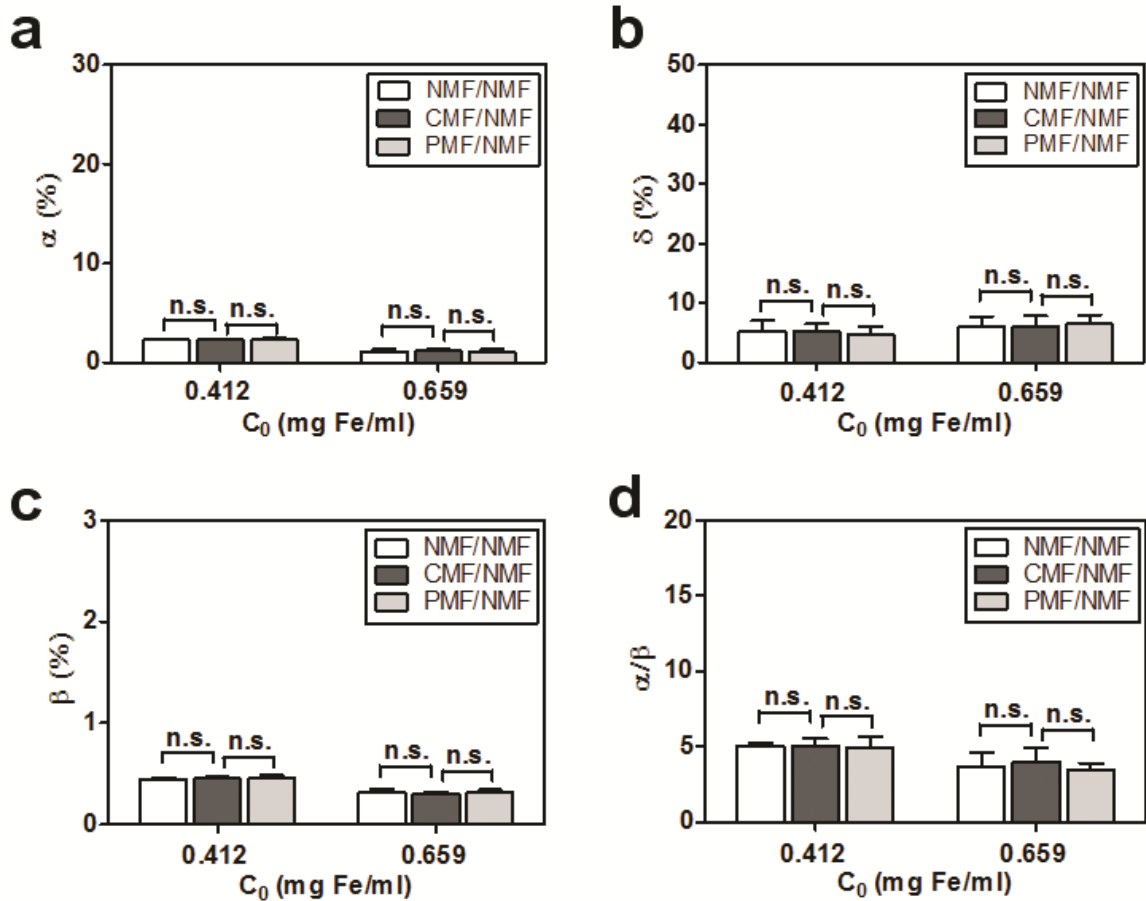 a
30
20
10
0
α (%)
NMF/NMF
CMF/NMF
PMF/NMF
n.s. n.s. n.s. n.s.
0.412 0.659
C₀ (mg Fe/ml)
b
50
40
30
20
10
0
δ (%)
NMF/NMF
CMF/NMF
PMF/NMF
n.s. n.s. n.s. n.s.
0.412 0.659
C₀ (mg Fe/ml)
c
3
2
1
0
β (%)
NMF/NMF
CMF/NMF
PMF/NMF
n.s. n.s. n.s. n.s.
0.412 0.659
C₀ (mg Fe/ml)
d
20
15
10
5
0
α/β
NMF/NMF
CMF/NMF
PMF/NMF
n.s. n.s. n.s. n.s.
0.412 0.659
C₀ (mg Fe/ml)